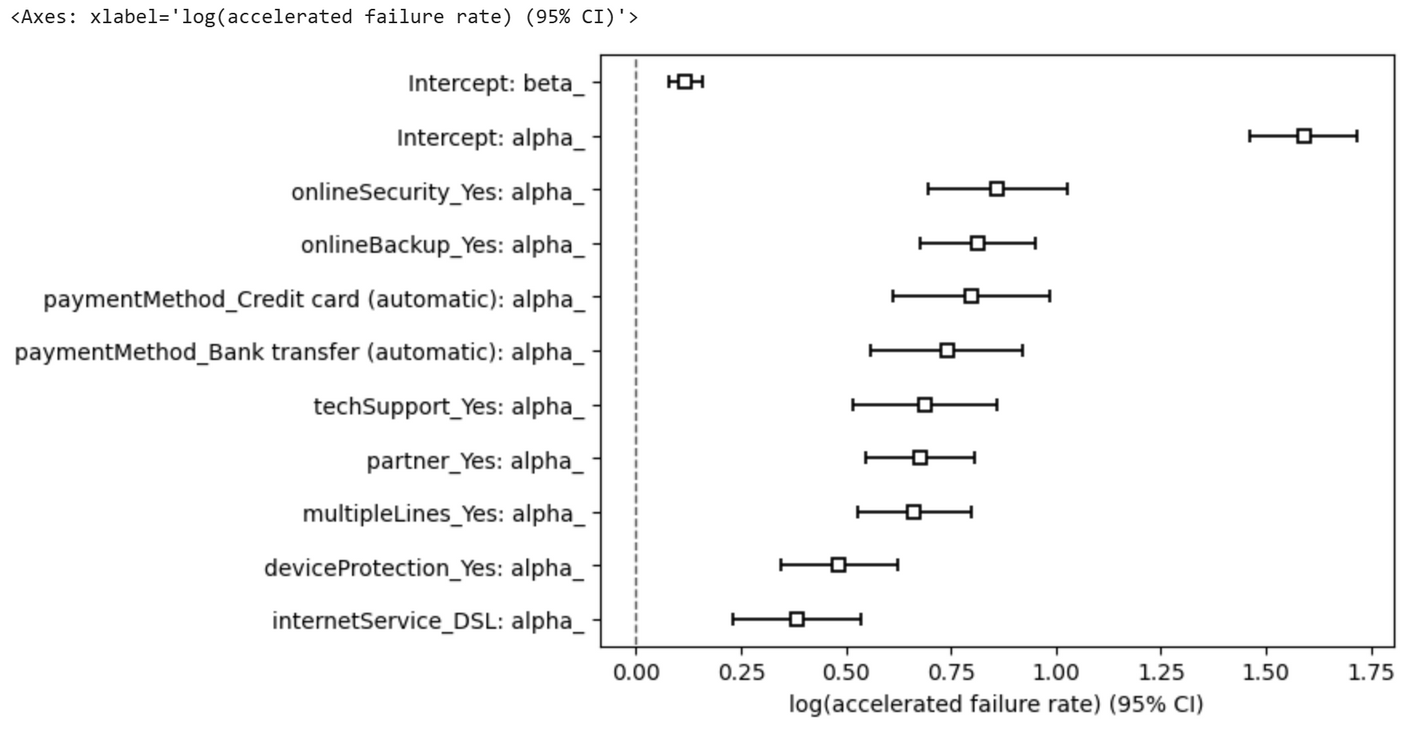 <Axes: xlabel='log(accelerated failure rate) (95% CI)'>
Intercept: beta_
Intercept: alpha_
onlineSecurity_Yes: alpha_
onlineBackup_Yes: alpha_
paymentMethod_Credit card (automatic): alpha_
paymentMethod_Bank transfer (automatic): alpha_
techSupport_Yes: alpha_
partner_Yes: alpha_
multipleLines_Yes: alpha_
deviceProtection_Yes: alpha_
internetService_DSL: alpha_
0.00 0.25 0.50 0.75 1.00 1.25 1.50 1.75
log(accelerated failure rate) (95% CI)